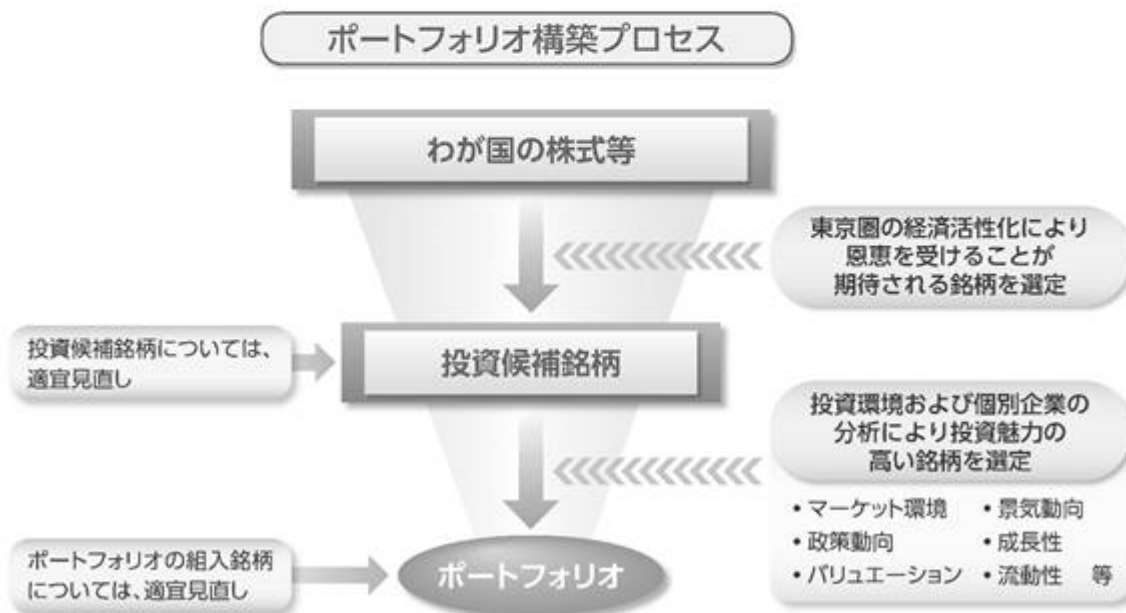 ポートフォリオ構築プロセス
わが国の株式等
東京圏の経済活性化により
恩恵を受けることが
期待される銘柄を選定
投資候補銘柄については、
適宜見直し
投資候補銘柄
投資環境および個別企業の
分析により投資魅力の
高い銘柄を選定
• マーケット環境 • 景気動向
• 政策動向 • 成長性
• バリュエーション • 流動性 等
ポートフォリオの組入銘柄
については、適宜見直し
ポートフォリオ